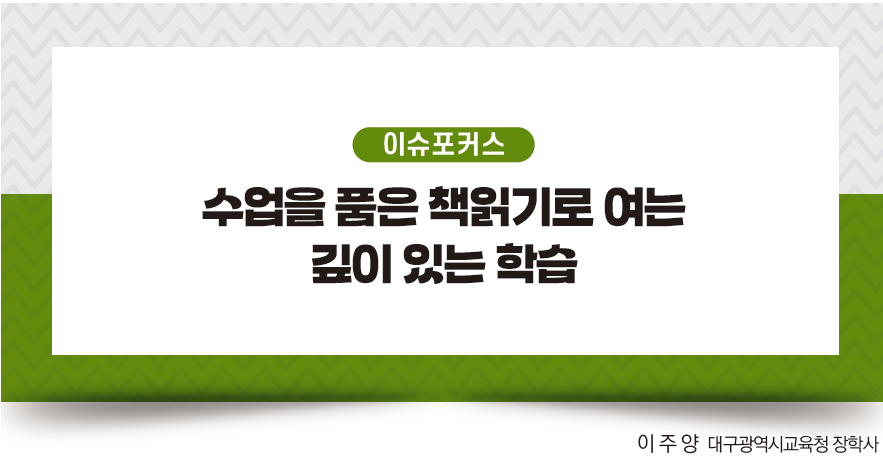 이슈포커스
수업을 품은 책읽기로 여는
깊이 있는 학습
이 주 양 대구광역시교육청 장학사